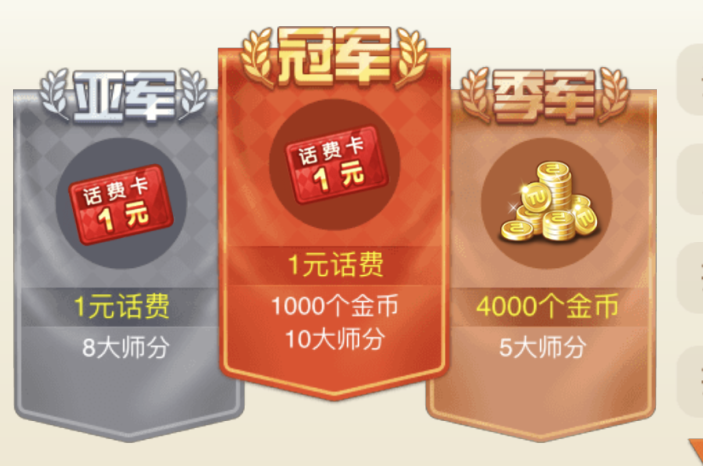 亚军
话费卡
1元
1元话费
8大师分
冠军
话费卡
1元
1元话费
1000个金币
10大师分
季军
4000个金币
5大师分